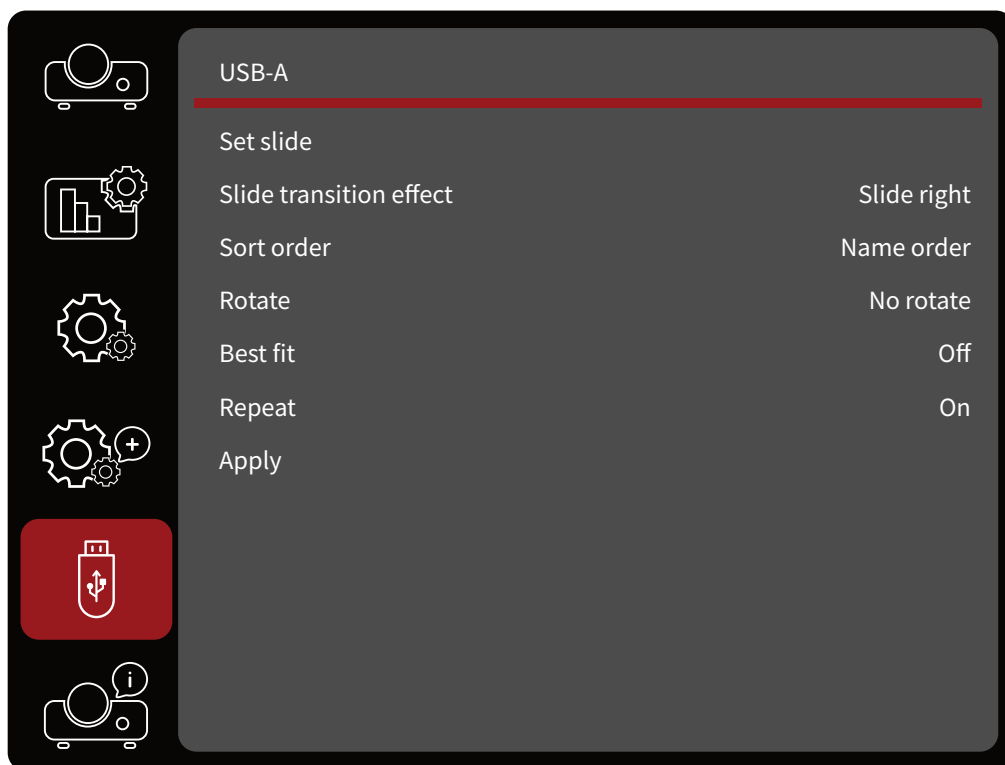 USB-A
Set slide
Slide transition effect Slide right
Sort order Name order
Rotate No rotate
Best fit Off
Repeat On
Apply